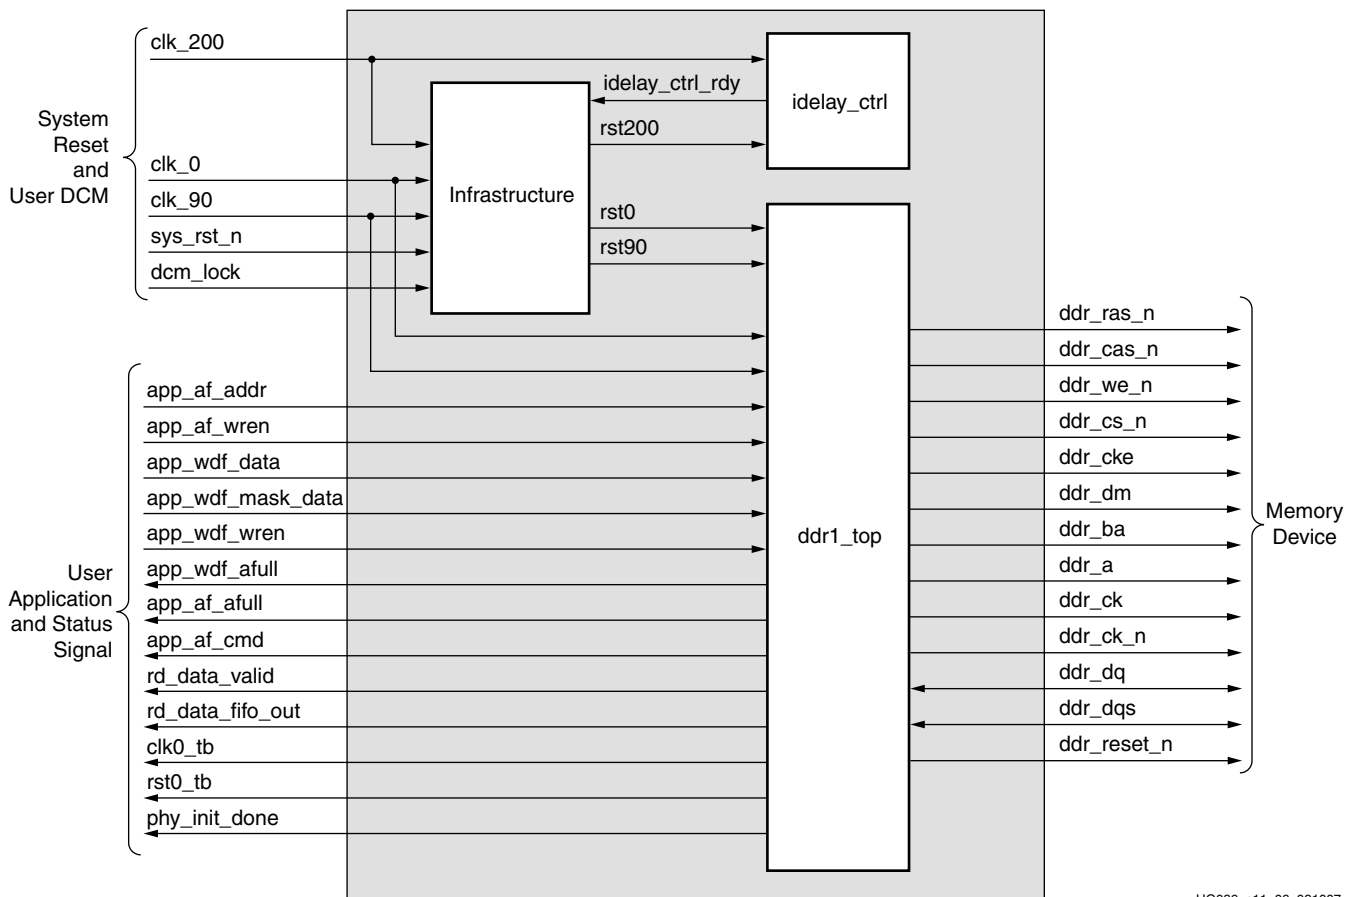 clk_200
System
Reset
and
User DCM
clk_0
clk_90
sys_rst_n
dcm_lock
Infrastructure
idelay_ctrl_rdy
rst200
rst0
rst90
idelay_ctrl
ddr1_top
User
Application
and Status
Signal
app_af_addr
app_af_wren
app_wdf_data
app_wdf_mask_data
app_wdf_wren
app_wdf_afull
app_af_afull
app_af_cmd
rd_data_valid
rd_data_fifo_out
clk0_tb
rst0_tb
phy_init_done
ddr_ras_n
ddr_cas_n
ddr_we_n
ddr_cs_n
ddr_cke
ddr_dm
ddr_ba
ddr_a
ddr_ck
ddr_ck_n
ddr_dq
ddr_dqs
ddr_reset_n
Memory
Device